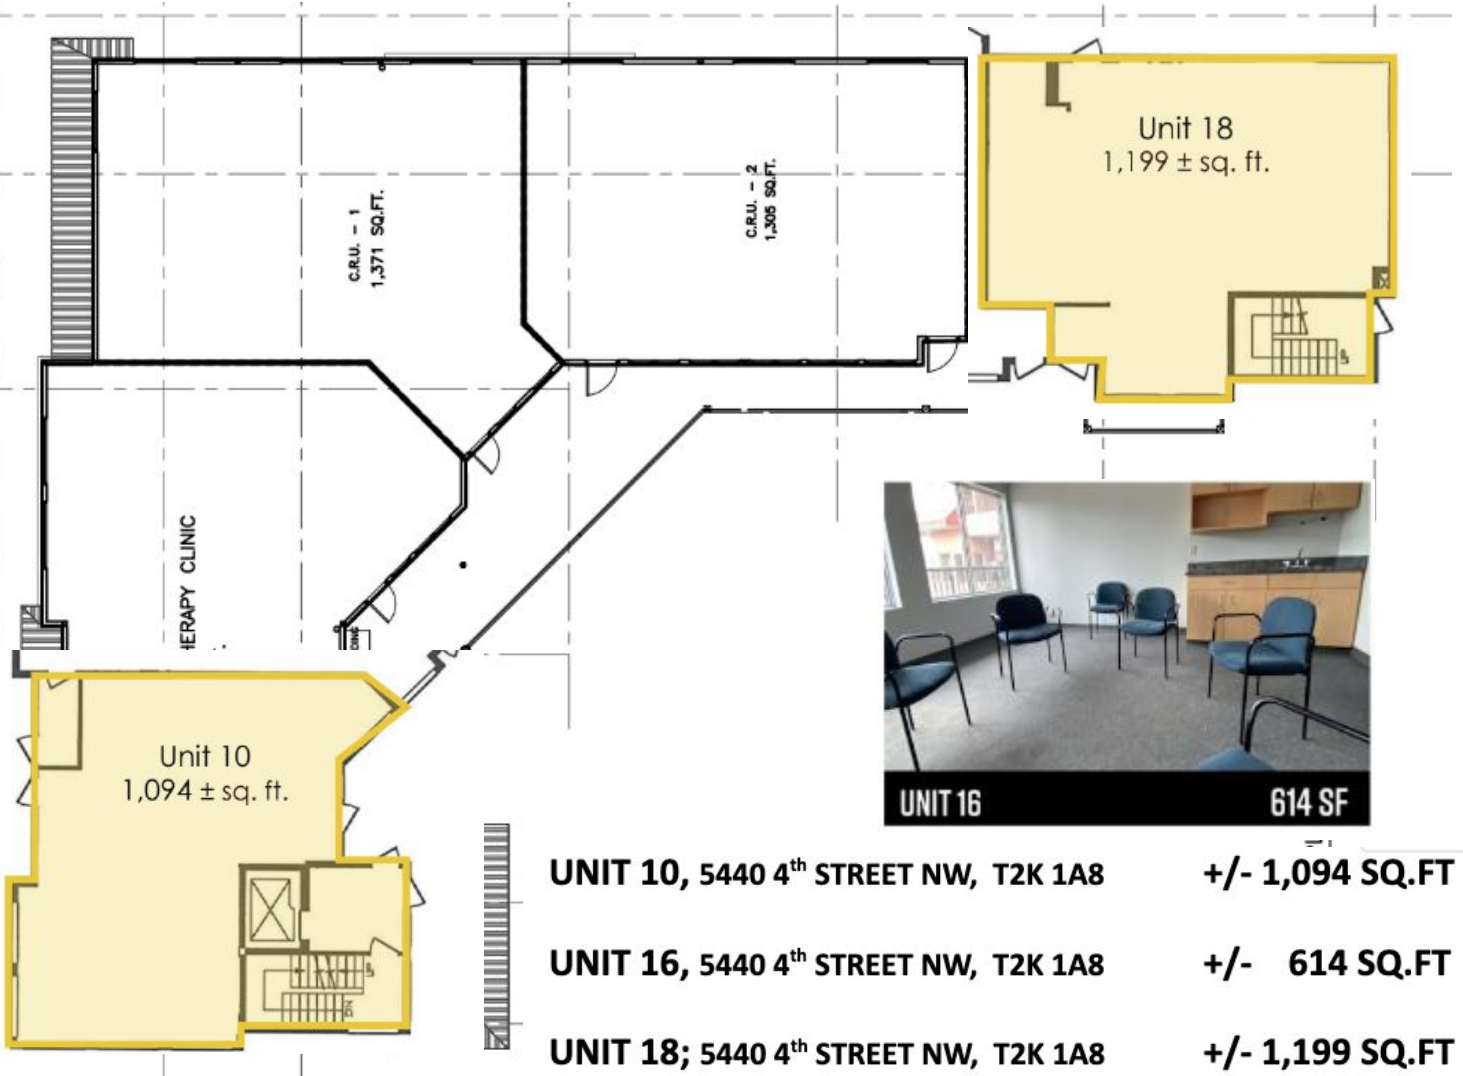 C.R.U. - 1
1,371 SQ.FT.
C.R.U. - 2
1,305 SQ.FT.
Unit 18
1,199 ± sq. ft.
UP
HERAPY CLINIC
Unit 10
1,094 ± sq. ft.
UP
DN
UNIT 16 614 SF
UNIT 10, 5440 4th STREET NW, T2K 1A8 +/- 1,094 SQ.FT
UNIT 16, 5440 4th STREET NW, T2K 1A8 +/- 614 SQ.FT
UNIT 18; 5440 4th STREET NW, T2K 1A8 +/- 1,199 SQ.FT